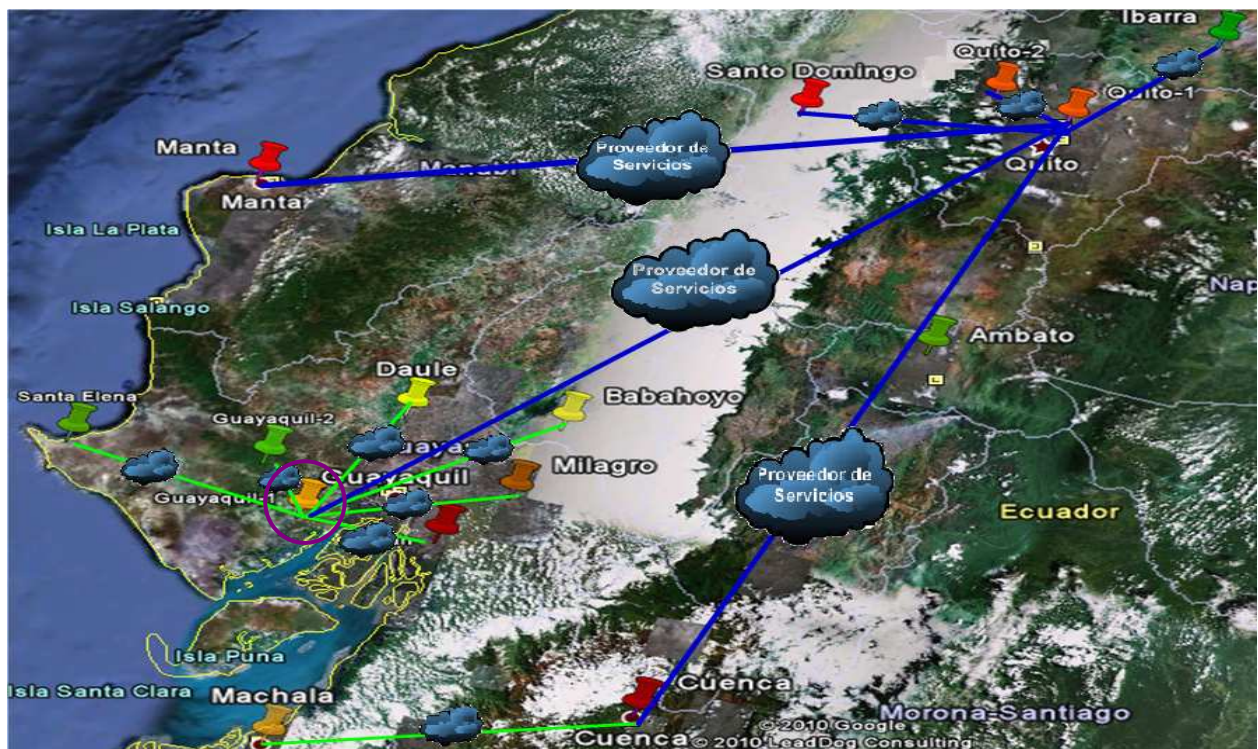 Ibarra
Quito-2
Santo Domingo
Quito-1
Manta
Proveedor de
Servicios
Quito
Manabi
Manta
Isla La Plata
Proveedor de
Servicios
Isla Salango
Ambato
Daule
Santa Elena
Babahoyo
Guayaquil-2
Guayaquil
Milagro
Guayaquil-1
Proveedor de
Servicios
Ecuador
Isla Puna
Isla Santa Clara
Machala
Cuenca
Morona-Santiago
© 2010 Google
Cuenca
© 2010 LeadDog Consulting